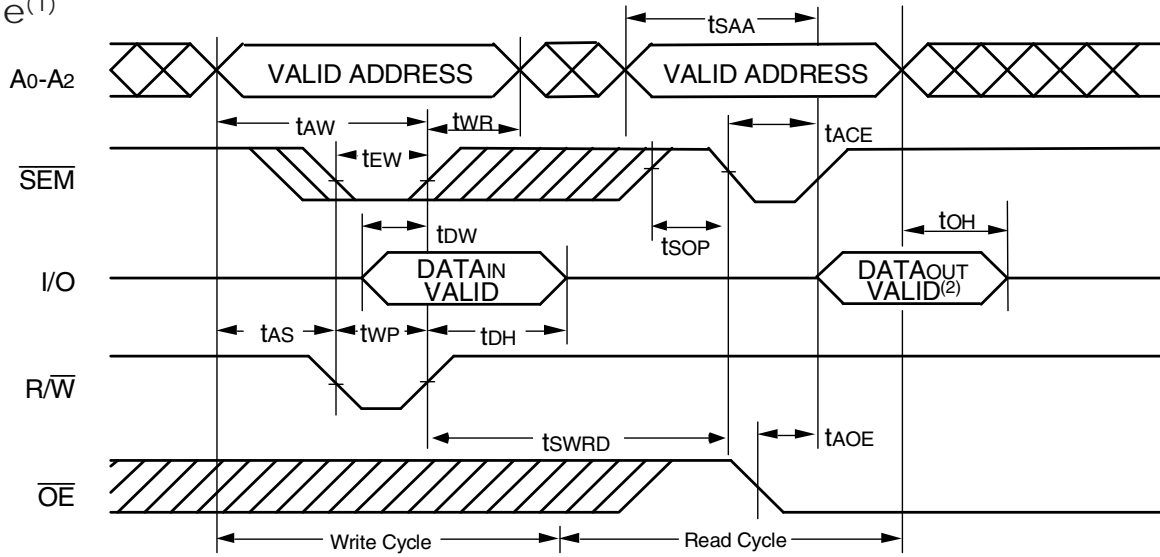 e(1)
tSAA
A0-A2
VALID ADDRESS
VALID ADDRESS
tAW
tWR
tACE
tEW
SEM
tDW
tSOP
tOH
I/O
DATAIN
VALID
DATAOUT
VALID(2)
tAS
tWP
tDH
R/W
tSWRD
tAOE
OE
Write Cycle
Read Cycle